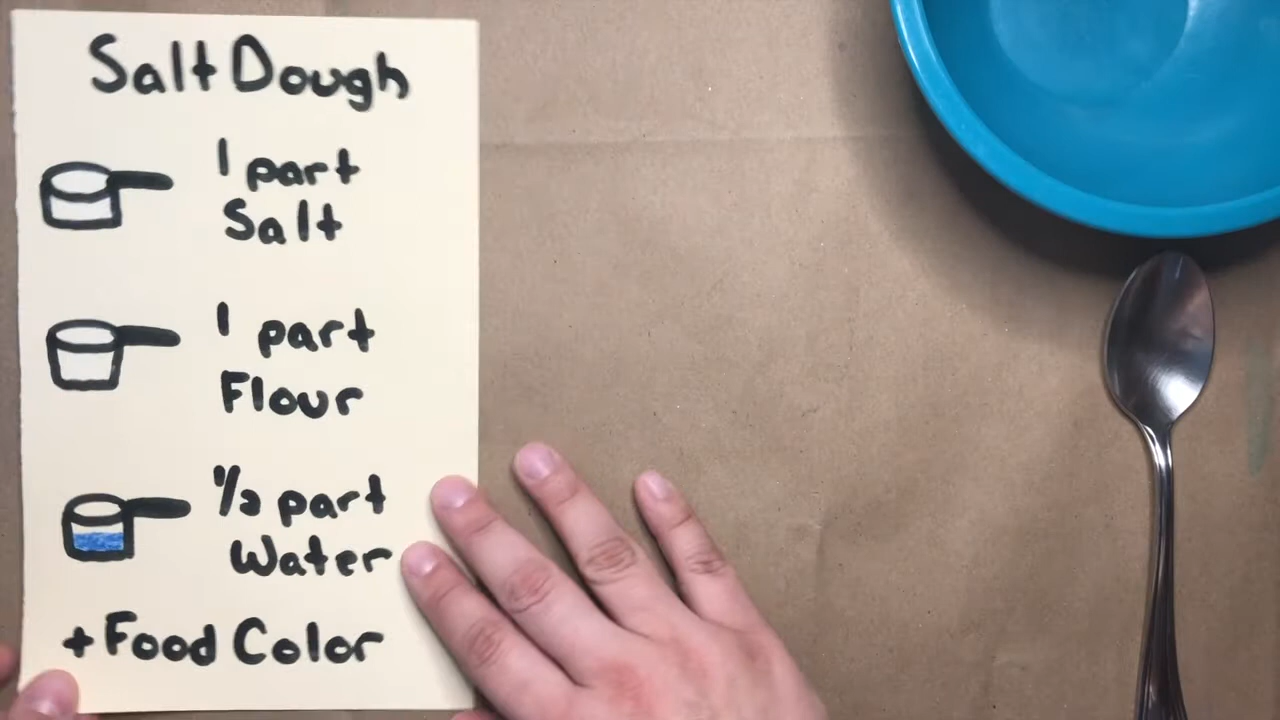 Salt Dough
1 part
Salt
1 part
Flour
1/2 part
Water
+ Food Color